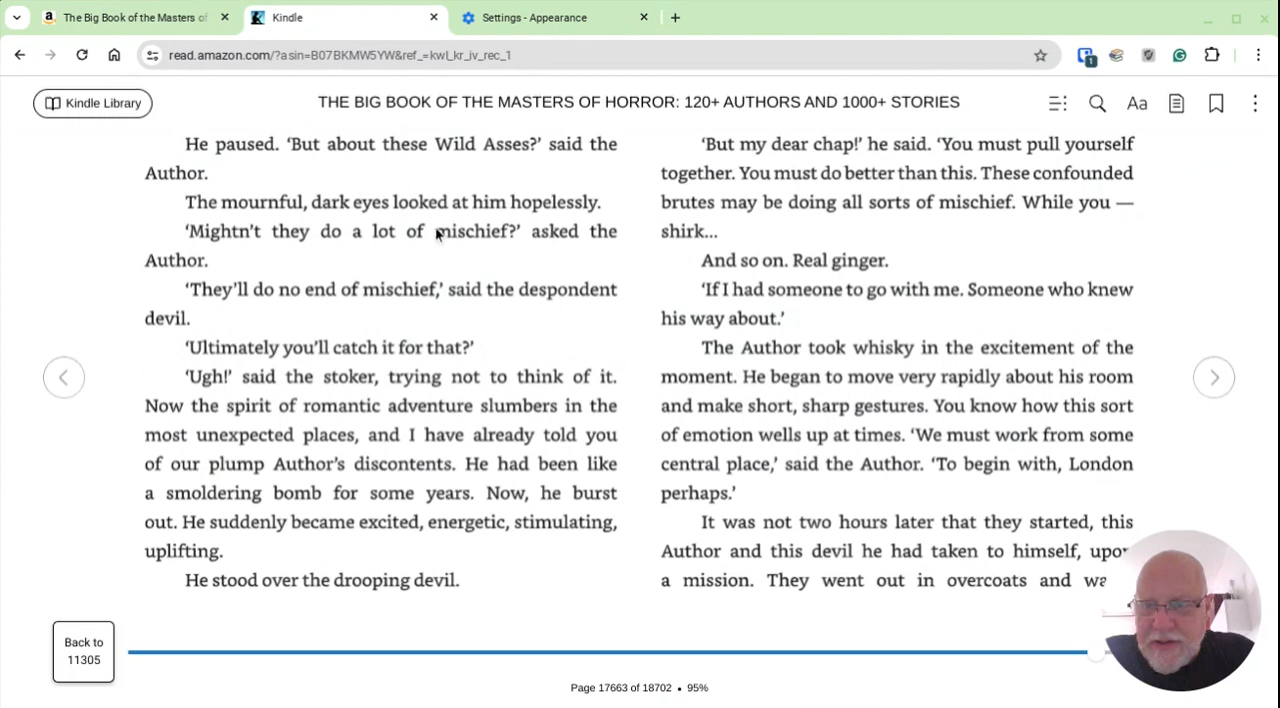 The Big Book of the Masters of
Kindle
Settings - Appearance
read.amazon.com/?asin=B07BKMW5YW&ref_=kwl_kr_iv_rec_1
1
Kindle Library
THE BIG BOOK OF THE MASTERS OF HORROR: 120+ AUTHORS AND 1000+ STORIES
Aa
He paused. ‘But about these Wild Asses?’ said the
Author.
The mournful, dark eyes looked at him hopelessly.
‘Mightn’t they do a lot of mischief?’ asked the
Author.
‘They’ll do no end of mischief,’ said the despondent
devil.
‘Ultimately you’ll catch it for that?’
‘Ugh!’ said the stoker, trying not to think of it.
Now the spirit of romantic adventure slumbers in the
most unexpected places, and I have already told you
of our plump Author’s discontents. He had been like
a smoldering bomb for some years. Now, he burst
out. He suddenly became excited, energetic, stimulating,
uplifting.
He stood over the drooping devil.
‘But my dear chap!’ he said. ‘You must pull yourself
together. You must do better than this. These confounded
brutes may be doing all sorts of mischief. While you —
shirk...
And so on. Real ginger.
‘If I had someone to go with me. Someone who knew
his way about.’
The Author took whisky in the excitement of the
moment. He began to move very rapidly about his room
and make short, sharp gestures. You know how this sort
of emotion wells up at times. ‘We must work from some
central place,’ said the Author. ‘To begin with, London
perhaps.’
It was not two hours later that they started, this
Author and this devil he had taken to himself, upon
a mission. They went out in overcoats and
Back to
11305
Page 17663 of 18702 • 95%